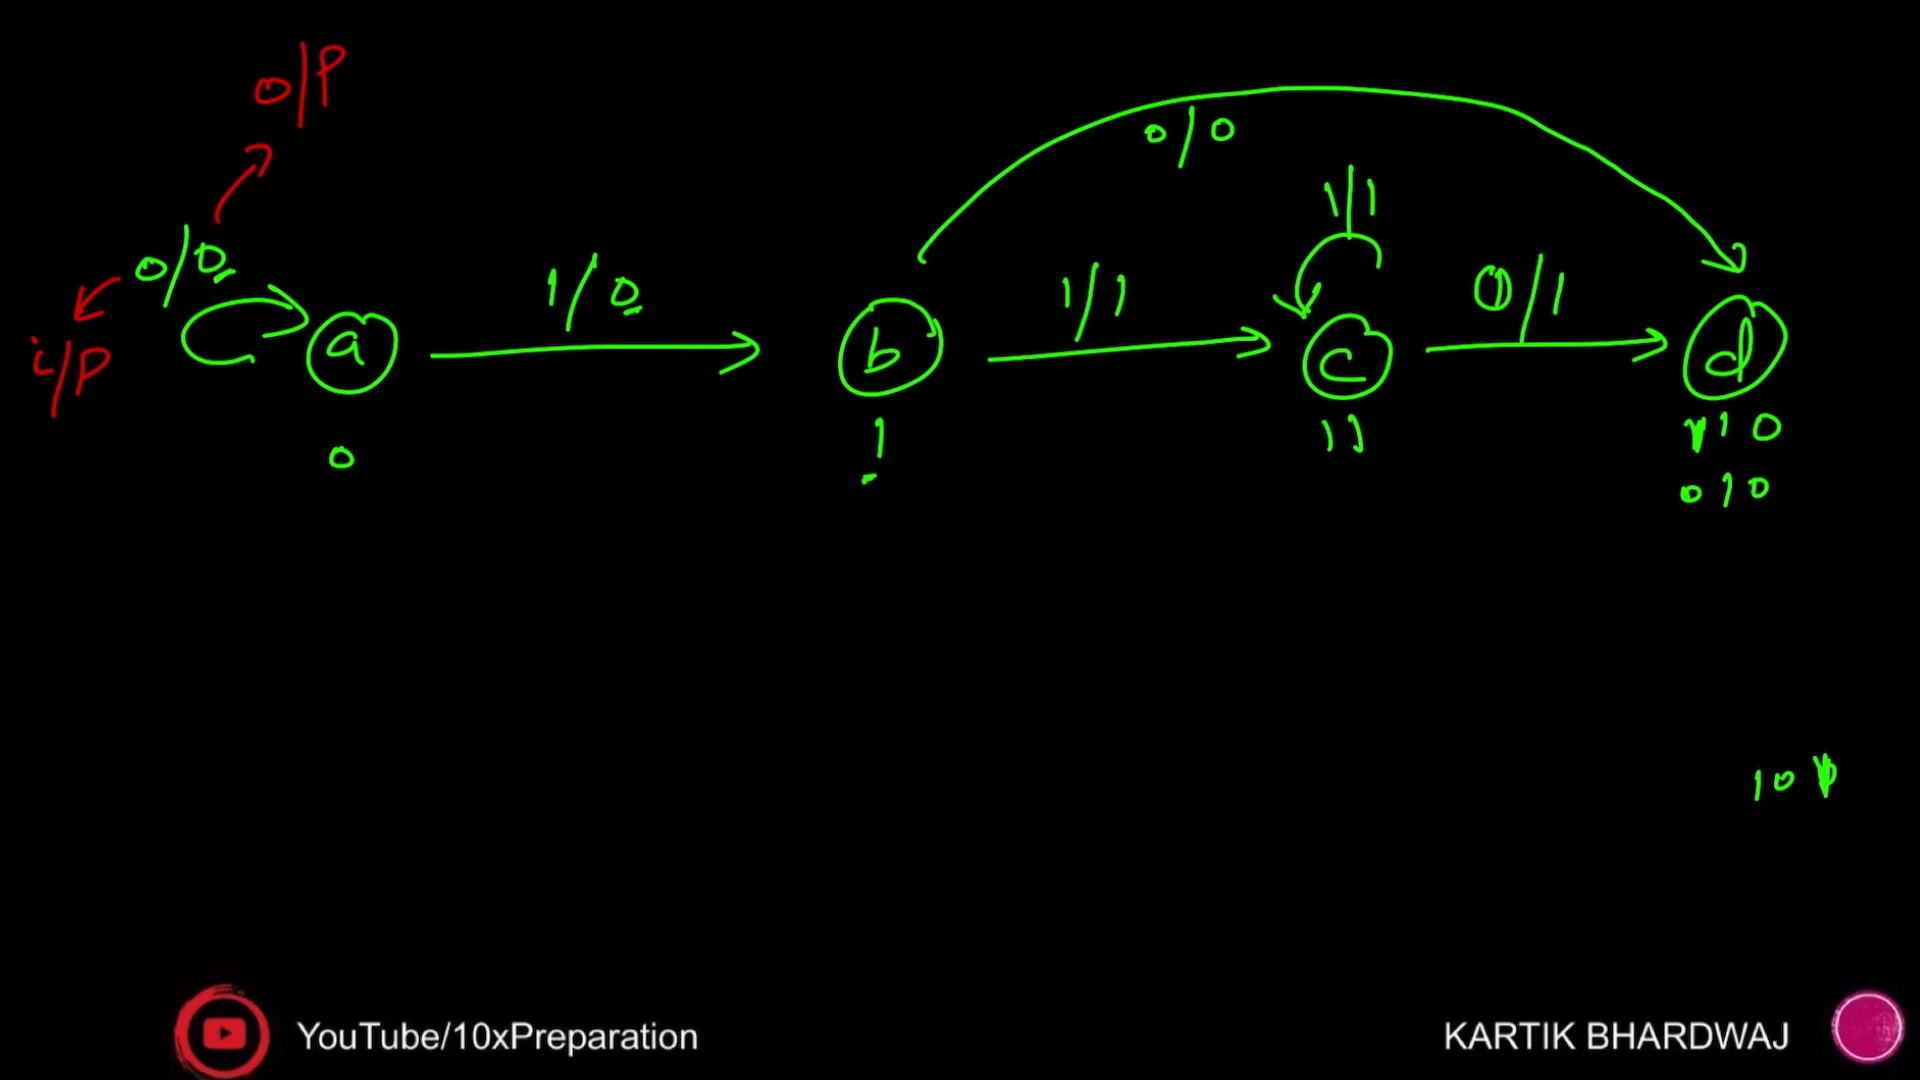 o/P
0/0
1/1
0/0
1/0
1/1
0/1
i/p
a
b
c
d
0
1
11
110
010
10
YouTube/10xPreparation
KARTIK BHARDWAJ